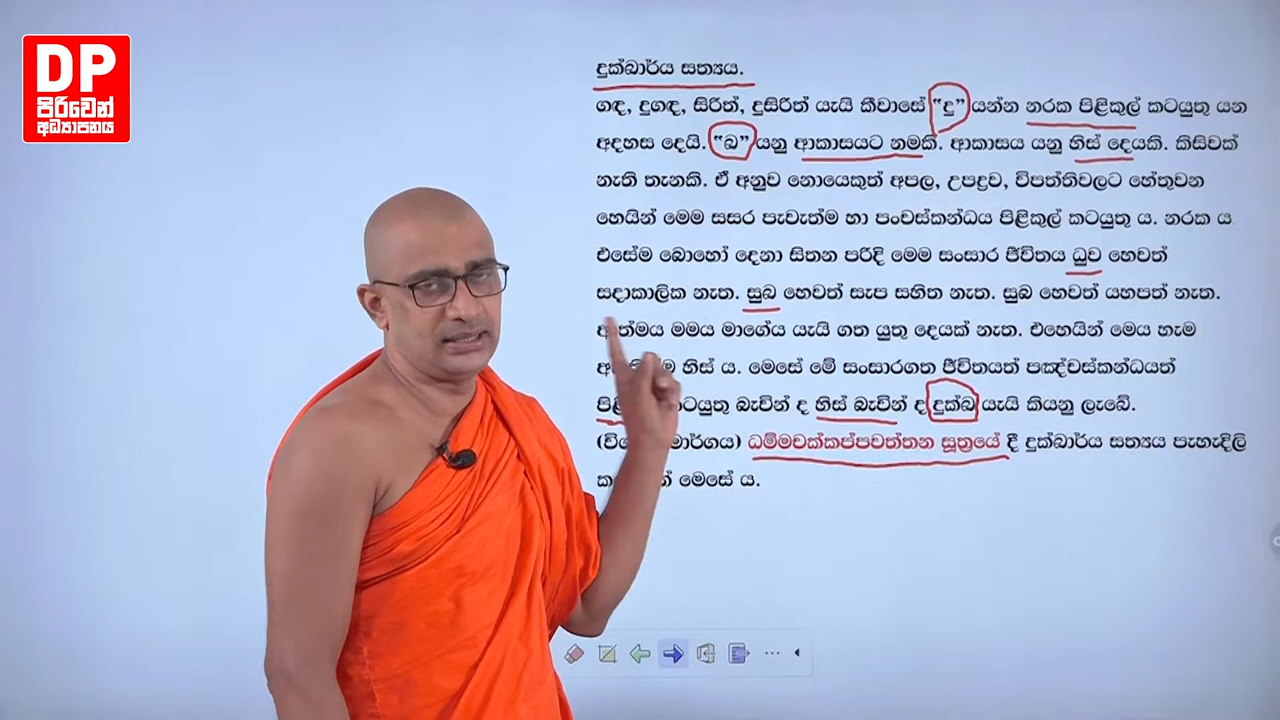 DP
පිරිවෙන්
අධ්‍යාපනය
දුක්ඛාර්ය සත්‍යය.
ගඳ, දුගඳ, සිරිත්, දුසිරිත් යැයි කීවාසේ “දු” යන්න නරක පිළිකුල් කටයුතු යන
අදහස දෙයි. “ඛ” යනු ආකාසයට නමකි. ආකාසය යනු හිස් දෙයකි. කිසිවක්
නැති තැනකි. ඒ අනුව නොයෙකුත් අපල, උපද්‍රව, විපත්තිවලට හේතුවන
හෙයින් මෙම සසර පැවැත්ම හා පංචස්කන්ධය පිළිකුල් කටයුතු ය. නරක ය
එසේම බොහෝ දෙනා සිතන පරිදි මෙම සංසාර ජීවිතය ධුව හෙවත්
සදාකාලික නැත. සුඛ හෙවත් සැප සහිත නැත. සුඛ හෙවත් යහපත් නැත.
ආත්මය මමය මාගේය යැයි ගත යුතු දෙයක් නැත. එහෙයින් මෙය හැම
හිස් ය. මෙසේ මේ සංසාරගත ජීවිතයත් පඤ්චස්කන්ධයත්
කටයුතු බැවින් ද හිස් බැවින් ද දුක්ඛ යැයි කියනු ලැබේ.
ධම්මචක්කප්පවත්තන සූත්‍රයේ දී දුක්ඛාර්ය සත්‍යය පැහැදිලි
මෙසේ ය.